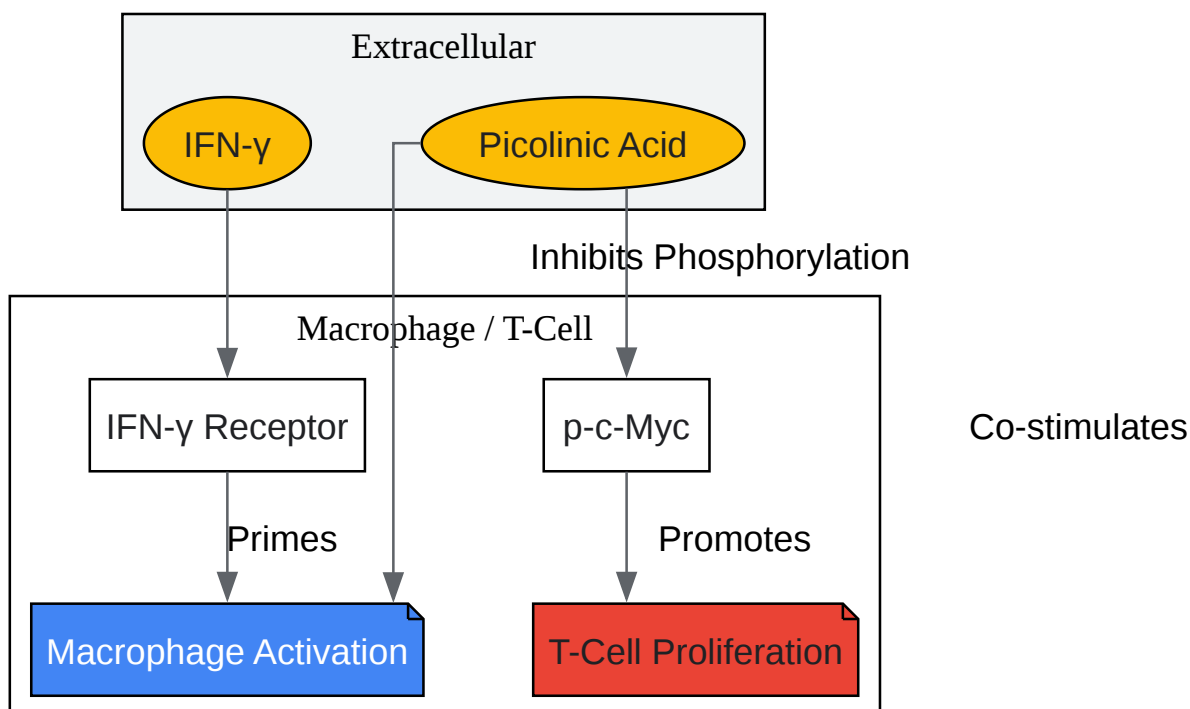 Extracellular
IFN-γ
Picolinic Acid
Inhibits Phosphorylation
Macrophage / T-Cell
IFN-γ Receptor
p-c-Myc
Co-stimulates
Primes
Promotes
Macrophage Activation
T-Cell Proliferation